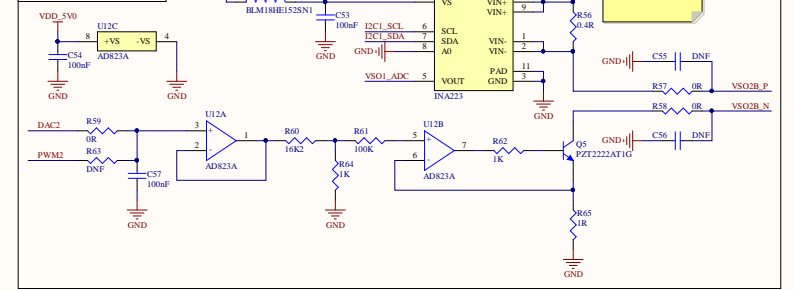 VDD_5V0
U12C
8 +VS -VS 4
AD823A
C54
100nF
GND
GND
BLM18HE152SN1
C53
100nF
GND
I2C1_SCL
I2C1_SDA
GND
VSO1_ADC
6 SCL
7 SDA
8 A0
5 VOUT
VS
VIN+
VIN+ 9
VIN- 1
VIN- 2
PAD 11
GND 3
INA223
GND
R56
0.4R
GND
C55 DNF
R57 0R VSO2B_P
R58 0R VSO2B_N
GND
C56 DNF
DAC2
R59
0R
PWM2
R63
DNF
C57
100nF
GND
U12A
3 +
2 -
1
AD823A
R60
16K2
R61
100K
R64
1K
GND
U12B
5 +
6 -
7
AD823A
R62
1K
Q5
PZT2222AT1G
R65
1R
GND